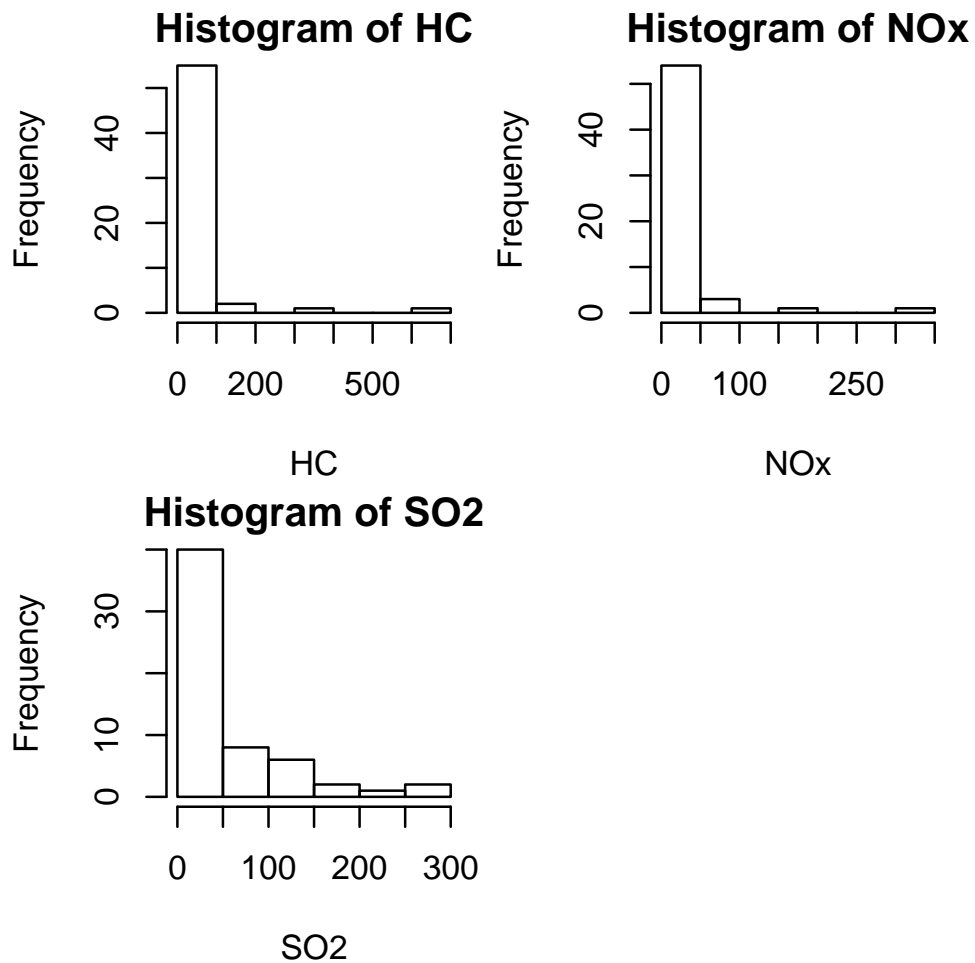 Histogram of HC
Frequency
0 20 40
0 200 500
HC
Histogram of NOx
Frequency
0 20 40
0 100 250
NOx
Histogram of SO2
Frequency
0 10 30
0 100 200 300
SO2